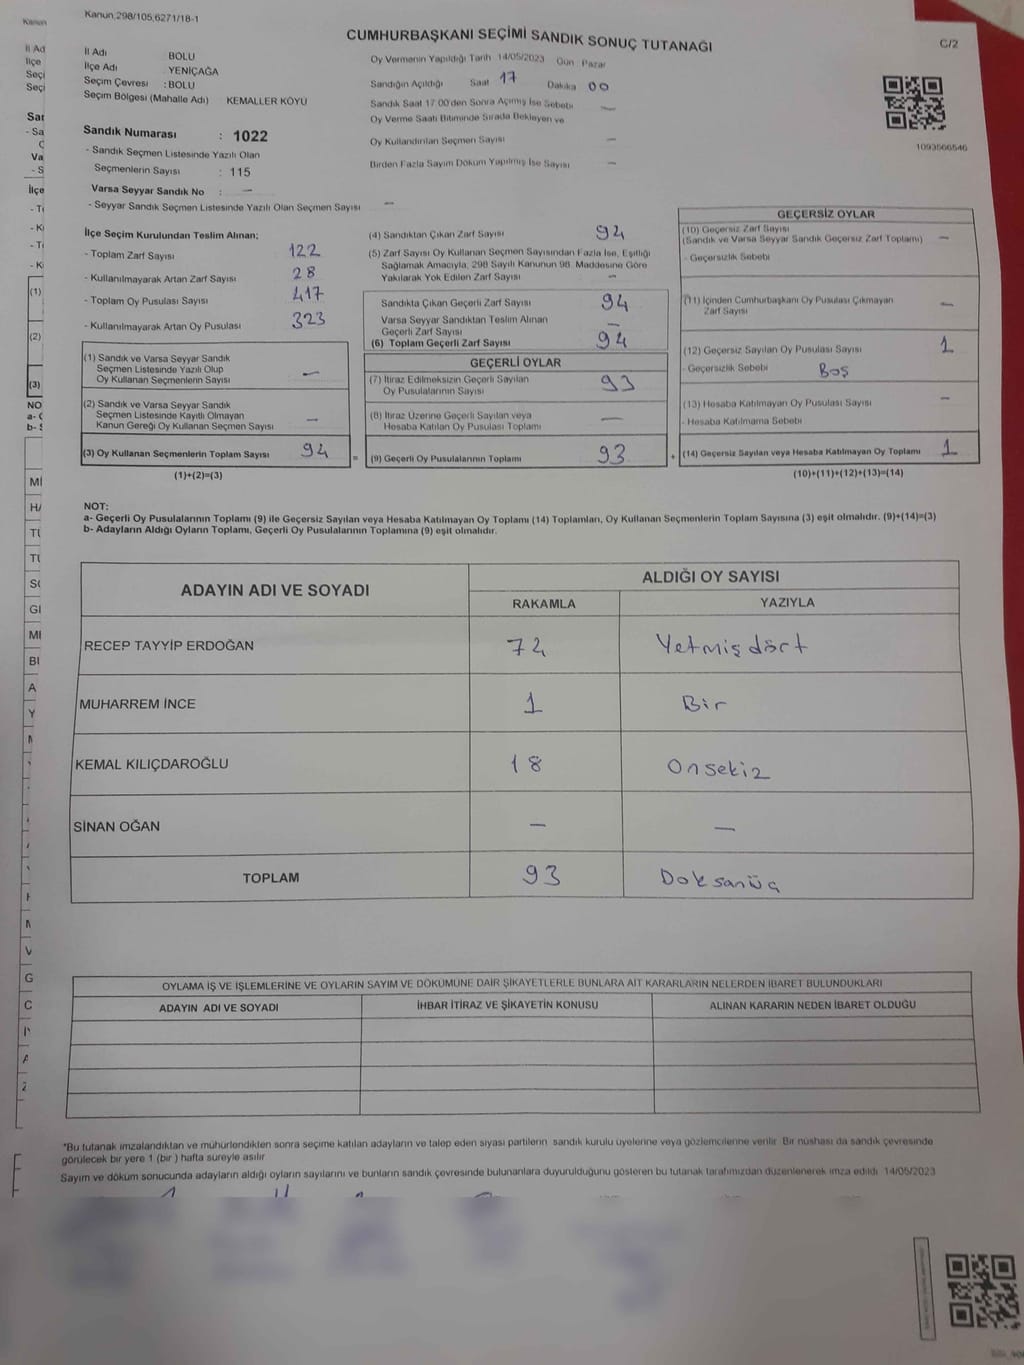 Kanun,298/105,6271/18-1
CUMHURBAŞKANI SEÇİMİ SANDIK SONUÇ TUTANAĞI
C/2
İl Adı BOLU
İlçe Adı YENİÇAĞA
Seçim Çevresi : BOLU
Seçim Bölgesi (Mahalle Adı) KEMALLER KÖYÜ
Sandık Numarası : 1022
- Sandık Seçmen Listesinde Yazılı Olan
Seçmenlerin Sayısı : 115
Varsa Seyyar Sandık No : —
- Seyyar Sandık Seçmen Listesinde Yazılı Olan Seçmen Sayısı —
Oy Vermenin Yapıldığı Tarih 14/05/2023 Gün Pazar
Sandığın Açıldığı Saat 17 Dakika 00
Sandık Saat 17.00'den Sonra Açılmış İse Sebebi —
Oy Verme Saati Bitiminde Sırada Bekleyen ve
Oy Kullandırılan Seçmen Sayısı —
Birden Fazla Sayım Döküm Yapılmış İse Sayısı —
1093566546
İlçe Seçim Kurulundan Teslim Alınan;
- Toplam Zarf Sayısı 122
- Kullanılmayarak Artan Zarf Sayısı 28
- Toplam Oy Pusulası Sayısı 417
- Kullanılmayarak Artan Oy Pusulası 323
(1) Sandık ve Varsa Seyyar Sandık
Seçmen Listesinde Yazılı Olup
Oy Kullanan Seçmenlerin Sayısı —
(2) Sandık ve Varsa Seyyar Sandık
Seçmen Listesinde Kayıtlı Olmayan
Kanun Gereği Oy Kullanan Seçmen Sayısı —
(3) Oy Kullanan Seçmenlerin Toplam Sayısı 94
(1)+(2)=(3)
(4) Sandıktan Çıkan Zarf Sayısı 94
(5) Zarf Sayısı Oy Kullanan Seçmen Sayısından Fazla İse, Eşitliği
Sağlamak Amacıyla, 298 Sayılı Kanunun 98. Maddesine Göre
Yakılarak Yok Edilen Zarf Sayısı —
Sandıkta Çıkan Geçerli Zarf Sayısı 94
Varsa Seyyar Sandıktan Teslim Alınan
Geçerli Zarf Sayısı —
(6) Toplam Geçerli Zarf Sayısı 94
GEÇERLİ OYLAR
(7) İtiraz Edilmeksizin Geçerli Sayılan
Oy Pusulalarının Sayısı 93
(8) İtiraz Üzerine Geçerli Sayılan veya
Hesaba Katılan Oy Pusulası Toplamı —
= (9) Geçerli Oy Pusulalarının Toplamı 93
GEÇERSİZ OYLAR
(10) Geçersiz Zarf Sayısı
(Sandık ve Varsa Seyyar Sandık Geçersiz Zarf Toplamı) —
- Geçersizlik Sebebi
(11) İçinden Cumhurbaşkanı Oy Pusulası Çıkmayan
Zarf Sayısı —
(12) Geçersiz Sayılan Oy Pusulası Sayısı 1
- Geçersizlik Sebebi Boş
(13) Hesaba Katılmayan Oy Pusulası Sayısı —
- Hesaba Katılmama Sebebi
+ (14) Geçersiz Sayılan veya Hesaba Katılmayan Oy Toplamı 1
(10)+(11)+(12)+(13)=(14)
NOT:
a- Geçerli Oy Pusulalarının Toplamı (9) ile Geçersiz Sayılan veya Hesaba Katılmayan Oy Toplamı (14) Toplamları, Oy Kullanan Seçmenlerin Toplam Sayısına (3) eşit olmalıdır. (9)+(14)=(3)
b- Adayların Aldığı Oyların Toplamı, Geçerli Oy Pusulalarının Toplamına (9) eşit olmalıdır.
ADAYIN ADI VE SOYADI ALDIĞI OY SAYISI
RAKAMLA YAZIYLA
RECEP TAYYİP ERDOĞAN 74 Yetmişdört
MUHARREM İNCE 1 Bir
KEMAL KILIÇDAROĞLU 18 Onsekiz
SİNAN OĞAN — —
TOPLAM 93 Doksanüç
OYLAMA İŞ VE İŞLEMLERİNE VE OYLARIN SAYIM VE DÖKÜMÜNE DAİR ŞİKAYETLERLE BUNLARA AİT KARARLARIN NELERDEN İBARET BULUNDUKLARI
ADAYIN ADI VE SOYADI İHBAR İTİRAZ VE ŞİKAYETİN KONUSU ALINAN KARARIN NEDEN İBARET OLDUĞU
*Bu tutanak imzalandıktan ve mühürlendikten sonra seçime katılan adayların ve talep eden siyasi partilerin sandık kurulu üyelerine veya gözlemcilerine verilir. Bir nüshası da sandık çevresinde
görülecek bir yere 1 (bir ) hafta süreyle asılır
Sayım ve döküm sonucunda adayların aldığı oyların sayılarını ve bunların sandık çevresinde bulunanlara duyurulduğunu gösteren bu tutanak tarafımızdan düzenlenerek imza edildi. 14/05/2023